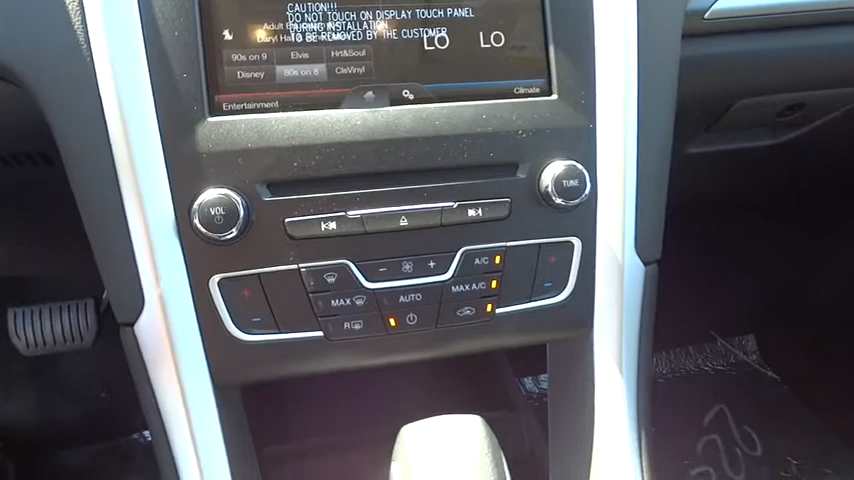 CAUTION!!!
DO NOT TOUCH ON DISPLAY TOUCH PANEL
DURING INSTALLATION
TO BE REMOVED BY THE CUSTOMER
LO LO
90s on 9 Elvis Hr&Soul
Disney 80s on 8 ClsVinyl
Entertainment Climate
VOL TUNE
A/C
MAX AUTO MAX A/C
R